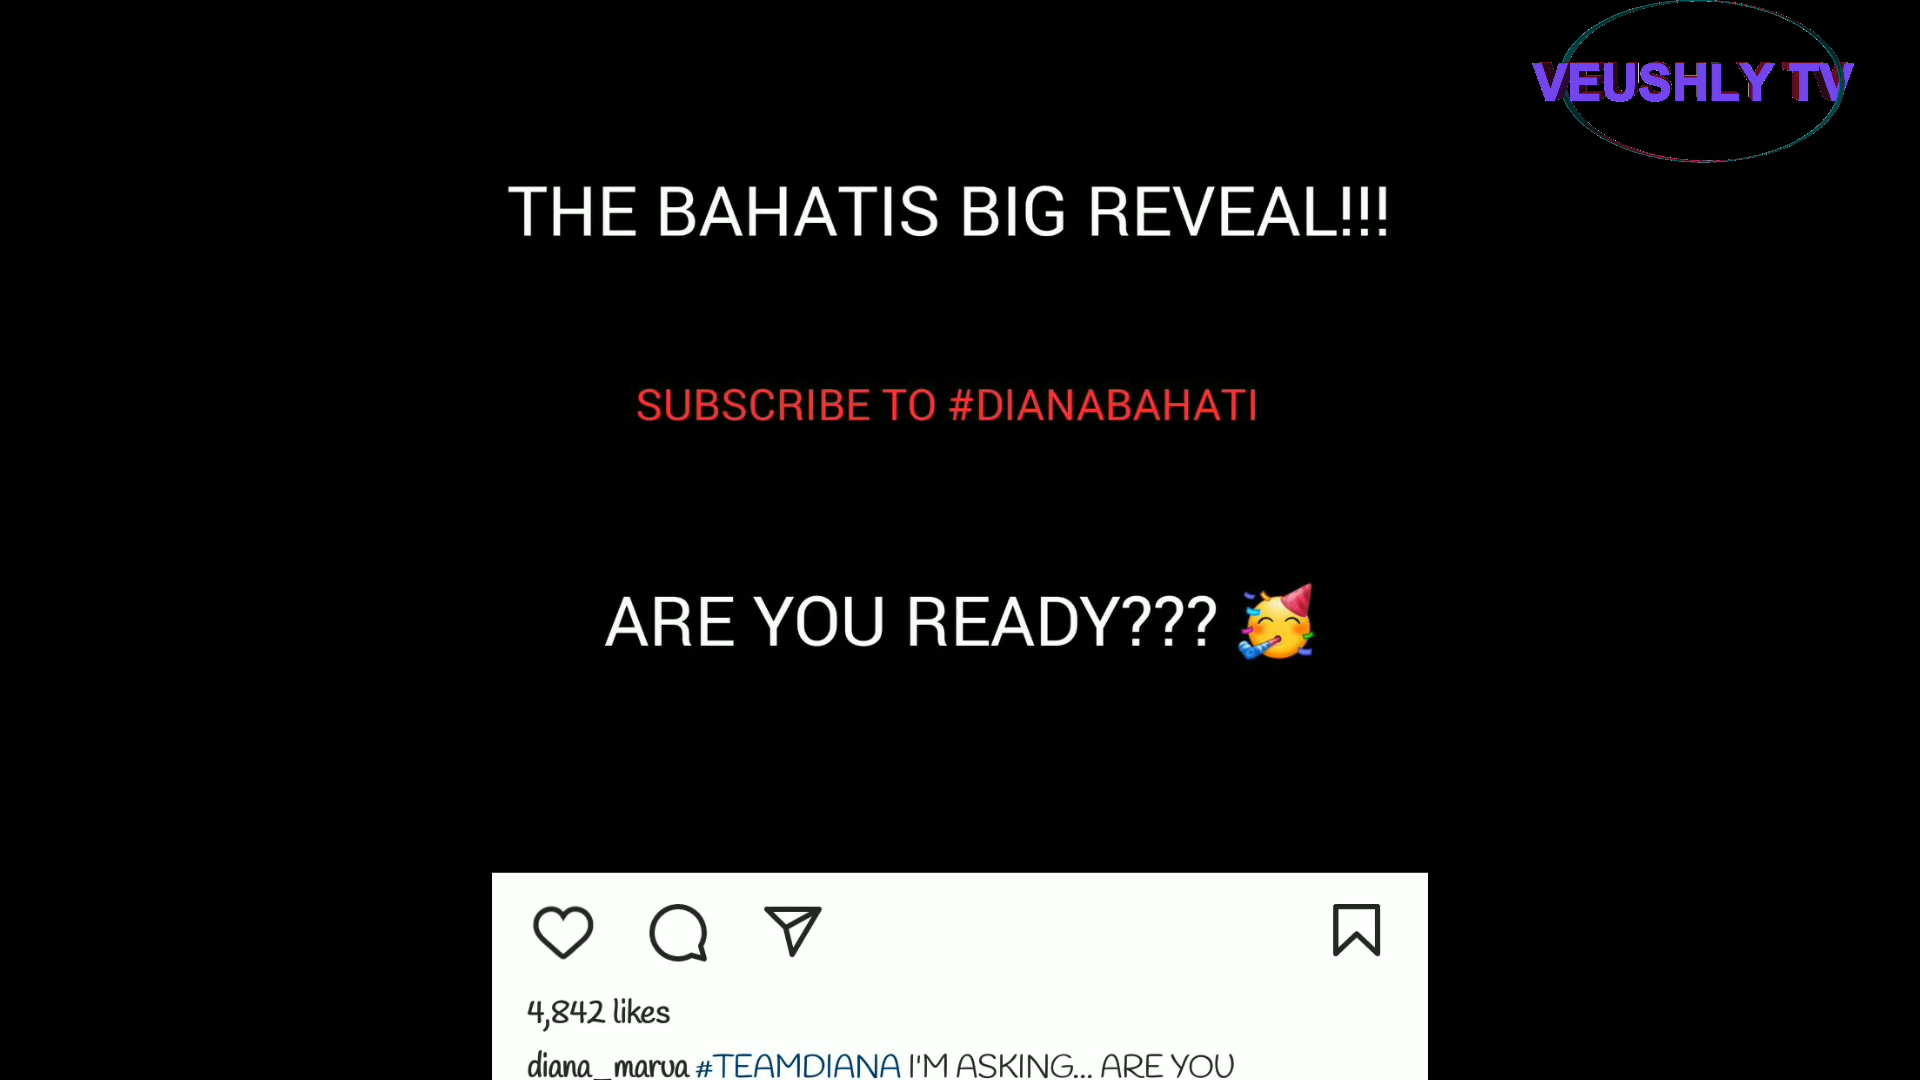 VEUSHLY TV
THE BAHATIS BIG REVEAL!!!
SUBSCRIBE TO #DIANABAHATI
ARE YOU READY??? 🥳
4,842 likes
diana_marua #TEAMDIANA I'M ASKING... ARE YOU